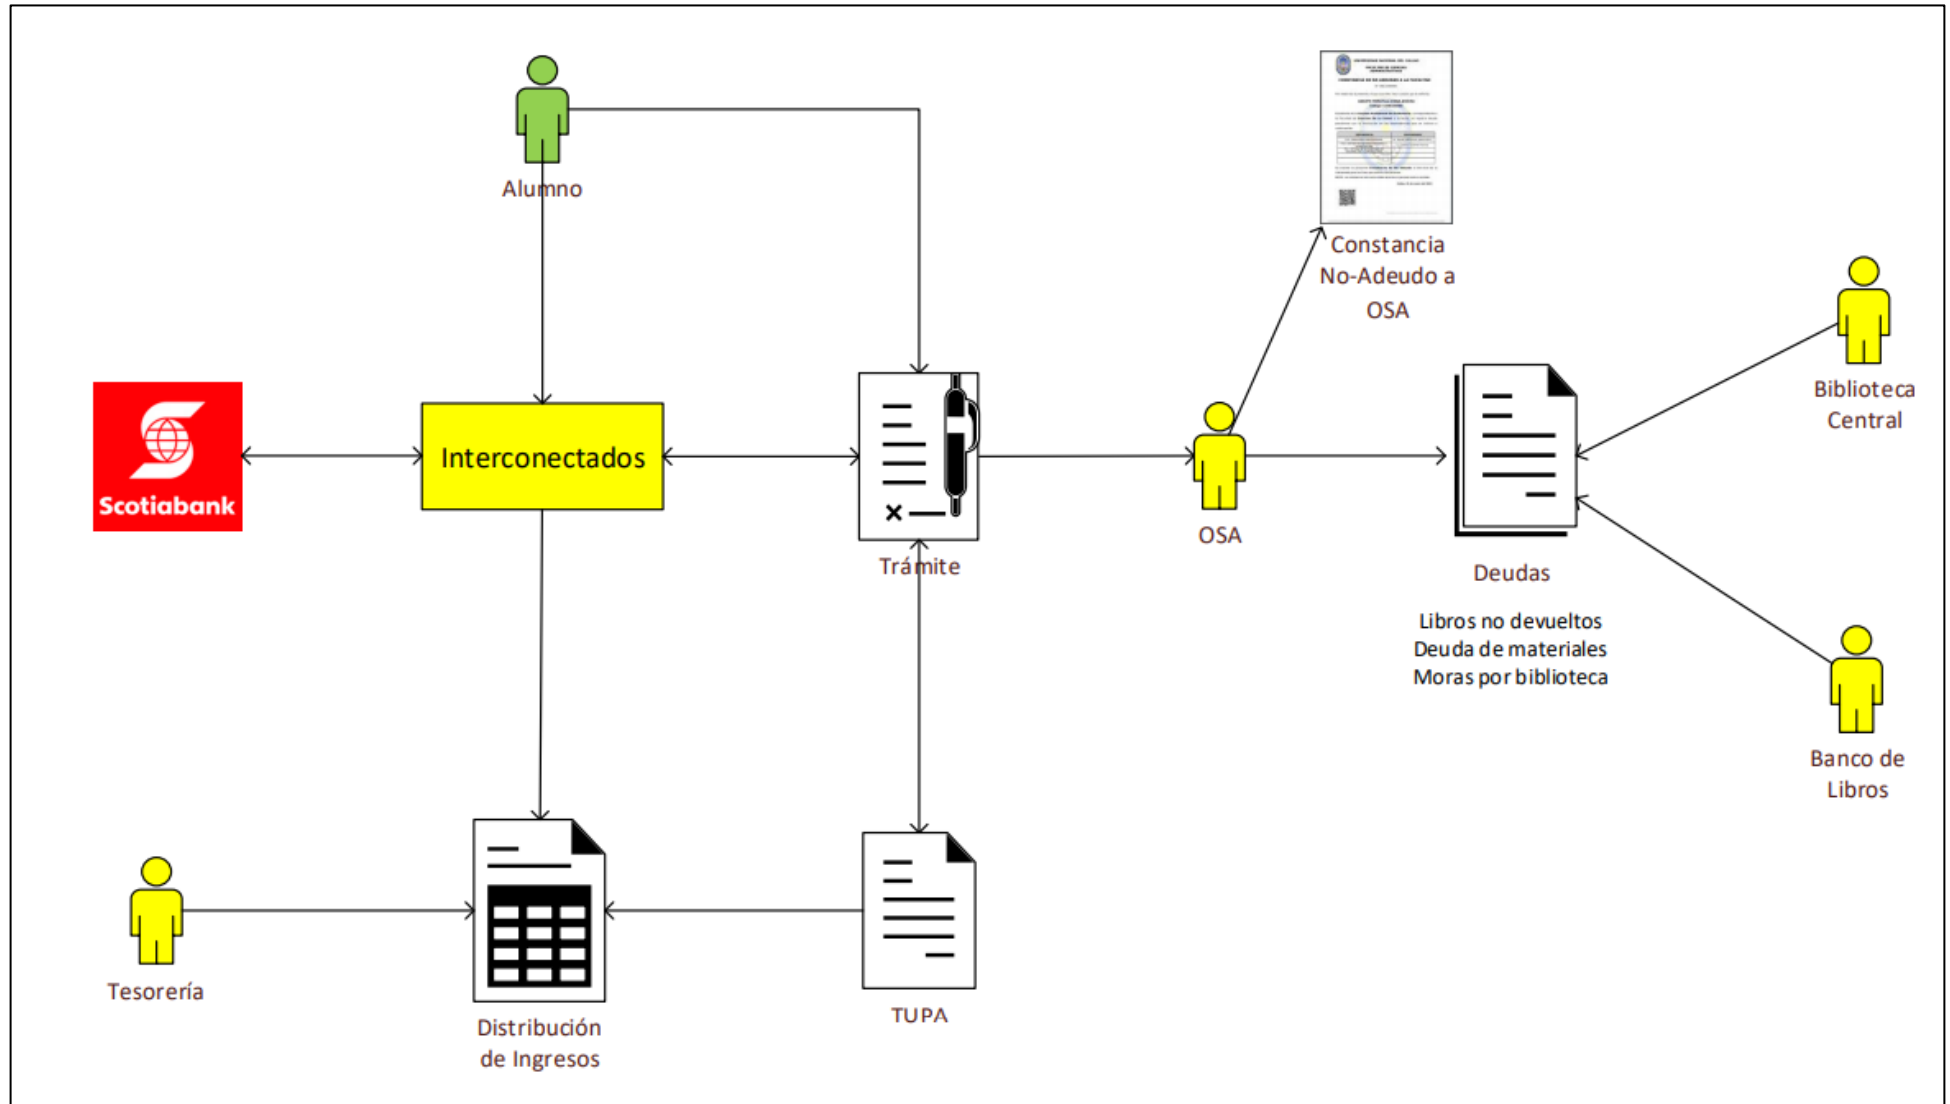 Alumno
Constancia
No-Adeudo a
OSA
Biblioteca
Central
Scotiabank
Interconectados
Trámite
OSA
Deudas
Libros no devueltos
Deuda de materiales
Moras por biblioteca
Banco de
Libros
Tesorería
Distribución
de Ingresos
TUPA